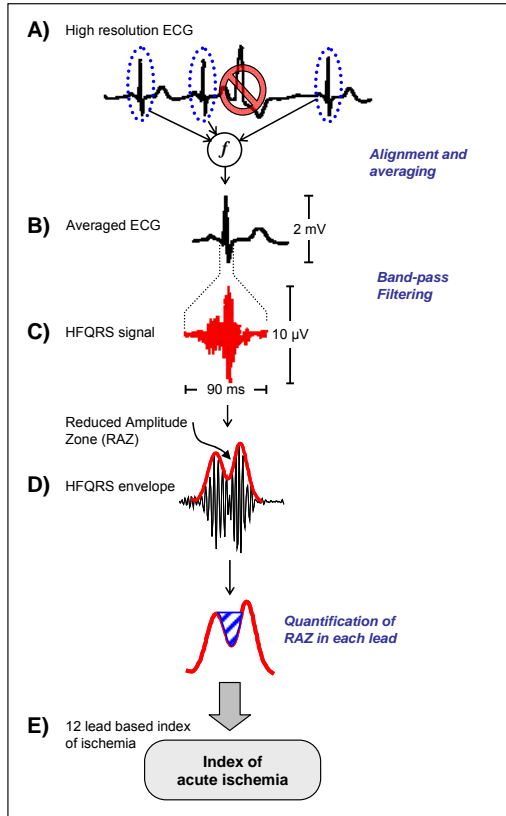 A) High resolution ECG
f
Alignment and
averaging
B) Averaged ECG
2 mV
Band-pass
Filtering
C) HFQRS signal
10 µV
90 ms
Reduced Amplitude
Zone (RAZ)
D) HFQRS envelope
Quantification of
RAZ in each lead
E) 12 lead based index
of ischemia
Index of
acute ischemia